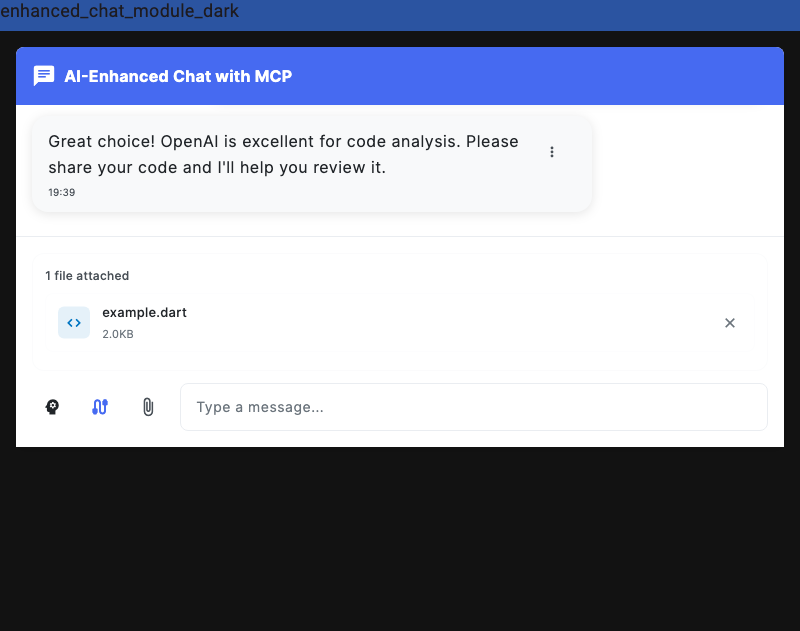 enhanced_chat_module_dark
AI-Enhanced Chat with MCP
Great choice! OpenAI is excellent for code analysis. Please
share your code and I'll help you review it.
19:39
1 file attached
example.dart
2.0KB
Type a message...